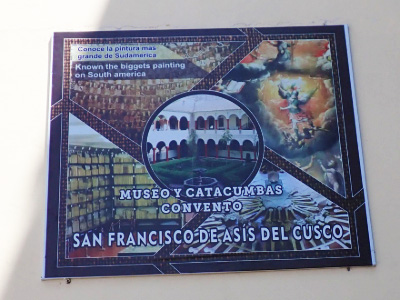 Conoce la pintura mas
grande de Sudamerica
Known the biggets painting
on South america
MUSEO Y CATACUMBAS
CONVENTO
SAN FRANCISCO DE ASIS DEL CUSCO